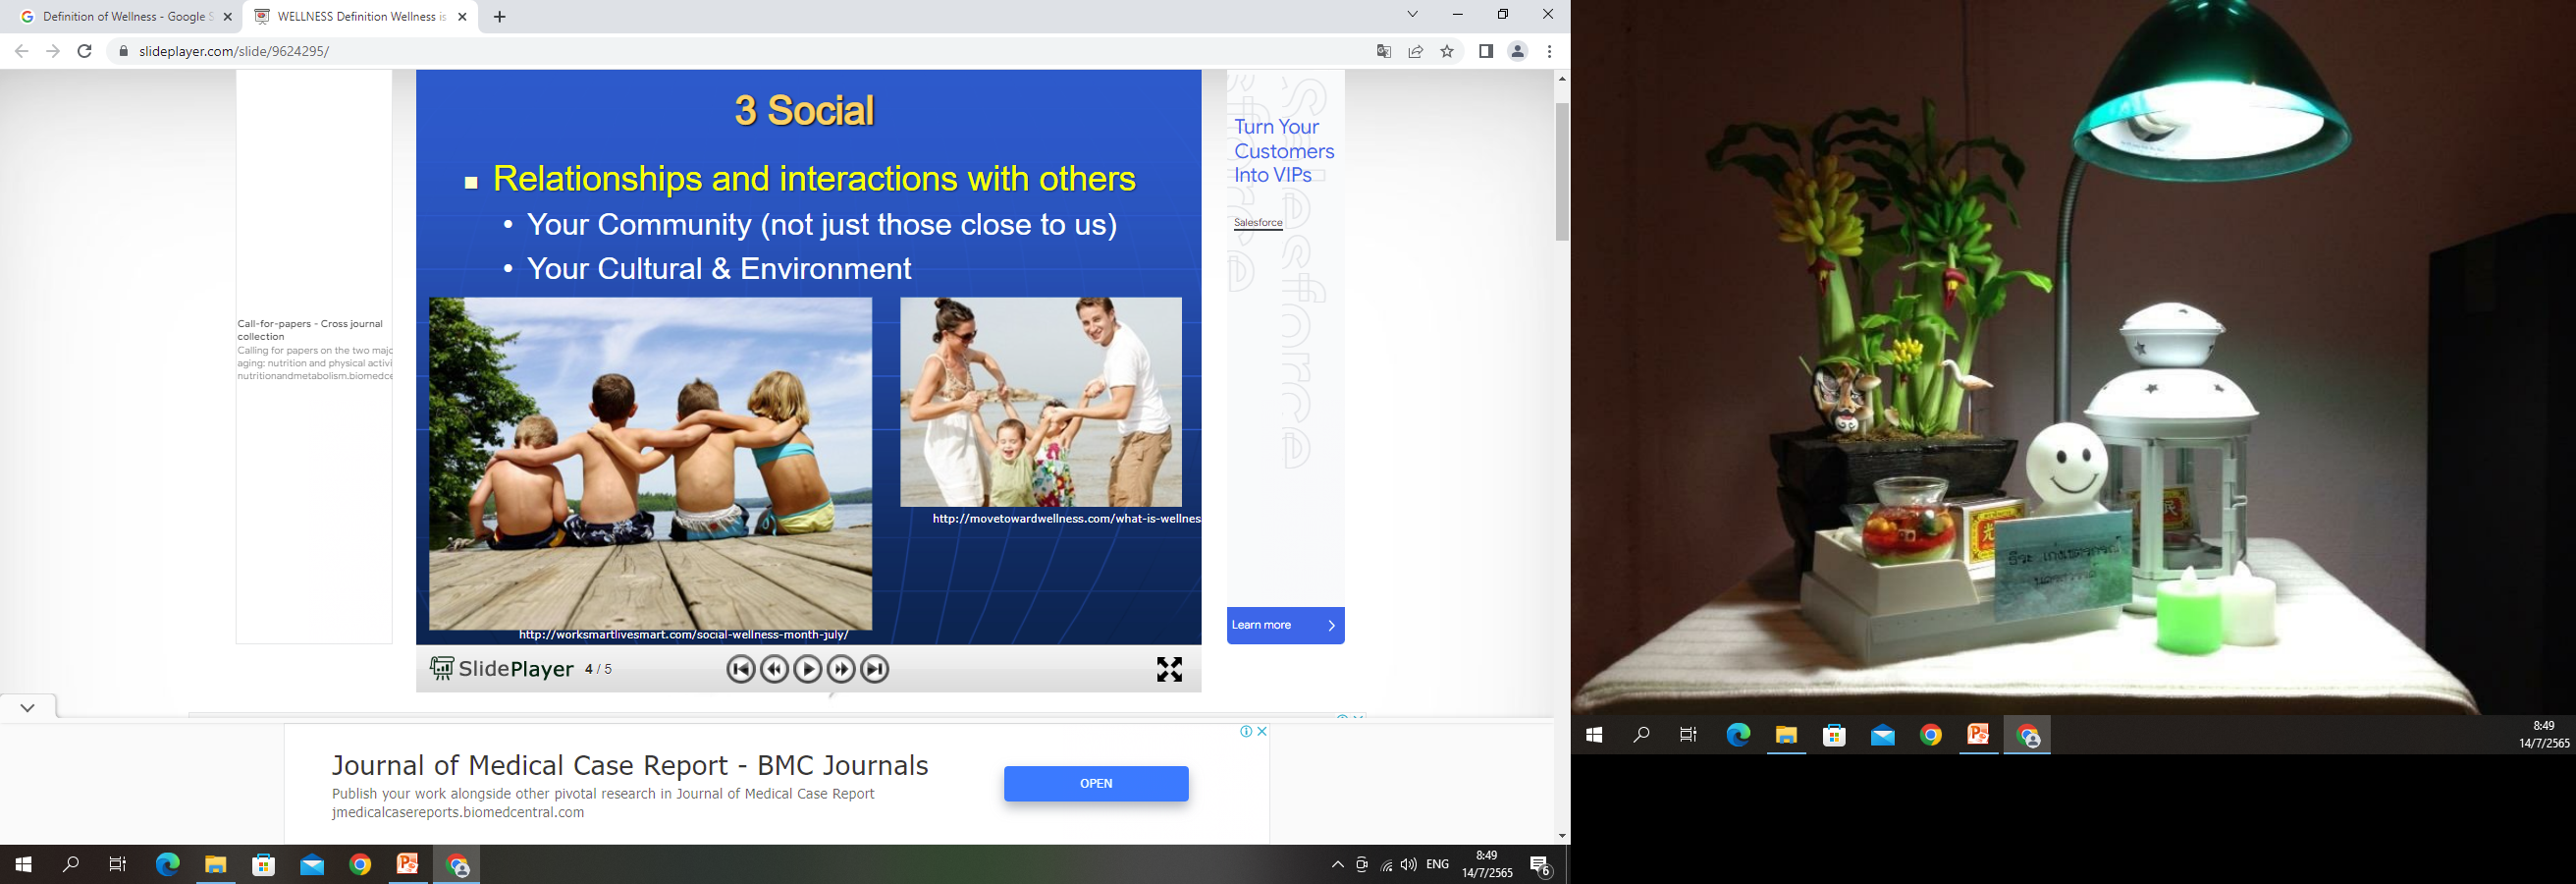 Definition of Wellness - Google S
WELLNESS Definition Wellness is
slideplayer.com/slide/9624295/
3 Social
Relationships and interactions with others
Your Community (not just those close to us)
Your Cultural & Environment
http://movetowardwellness.com/what-is-wellnes
http://worksmartlivesmart.com/social-wellness-month-july/
SlidePlayer 4 / 5
Call-for-papers - Cross journal
collection
Calling for papers on the two majo
aging: nutrition and physical activi
nutritionandmetabolism.biomedce
Turn Your
Customers
Into VIPs
Salesforce
Salesforce
Learn more
Journal of Medical Case Report - BMC Journals
Publish your work alongside other pivotal research in Journal of Medical Case Report
jmedicalcasereports.biomedcentral.com
OPEN
ENG
8:49
14/7/2565
6
8:49
14/7/2565